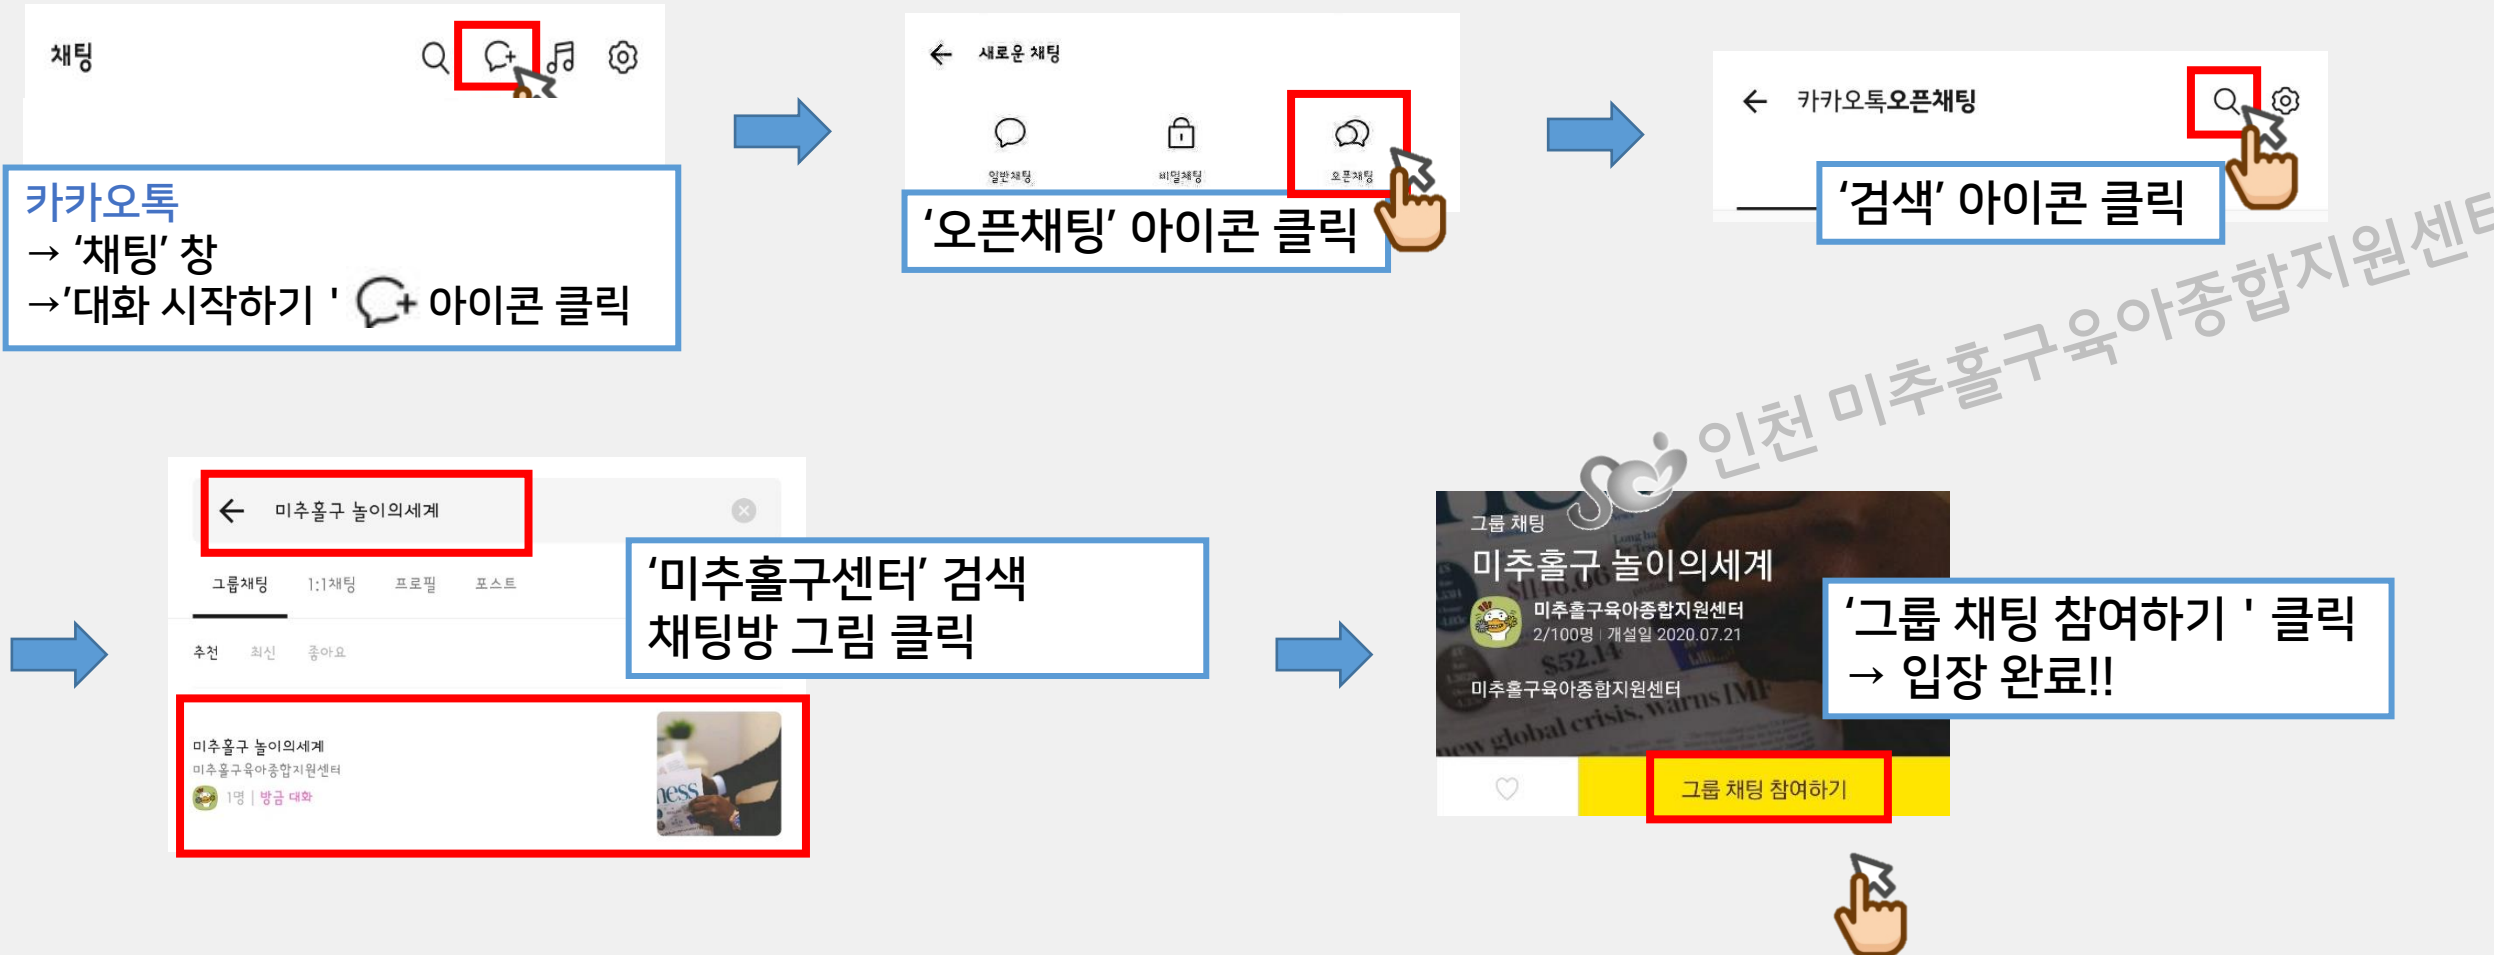 채팅
카카오톡
→ ‘채팅’ 창
→’대화 시작하기 ' 아이콘 클릭
새로운 채팅
일반채팅
비밀채팅
오픈채팅
‘오픈채팅’ 아이콘 클릭
카카오톡오픈채팅
‘검색’ 아이콘 클릭
인천 미추홀구육아종합지원센터
미추홀구 놀이의세계
그룹채팅 1:1채팅 프로필 포스트
추천 최신 좋아요
미추홀구 놀이의세계
미추홀구육아종합지원센터
1명 | 방금 대화
ness
‘미추홀구센터’ 검색
채팅방 그림 클릭
그룹 채팅
미추홀구 놀이의세계
미추홀구육아종합지원센터
2/100명 | 개설일 2020.07.21
$52.14
미추홀구육아종합지원센터
new global crisis, warns IMF
그룹 채팅 참여하기
‘그룹 채팅 참여하기 ' 클릭
→ 입장 완료!!